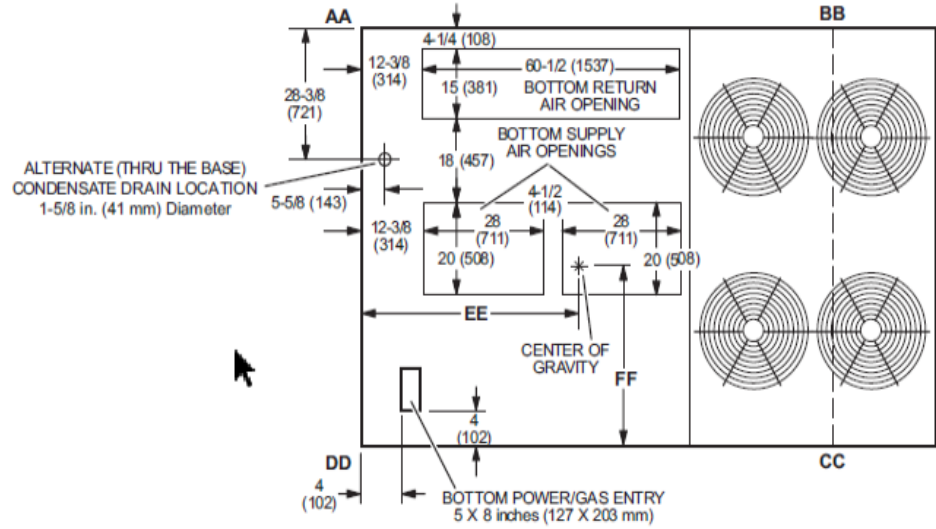 AA
BB
4-1/4 (108)
12-3/8
(314)
60-1/2 (1537)
15 (381)
BOTTOM RETURN
AIR OPENING
28-3/8
(721)
BOTTOM SUPPLY
AIR OPENINGS
18 (457)
ALTERNATE (THRU THE BASE)
CONDENSATE DRAIN LOCATION
1-5/8 in. (41 mm) Diameter
5-5/8 (143)
4-1/2
(114)
12-3/8
(314)
28
(711)
28
(711)
20 (508)
20 (508)
EE
CENTER OF
GRAVITY
FF
4
(102)
DD
CC
4
(102)
BOTTOM POWER/GAS ENTRY
5 X 8 inches (127 X 203 mm)